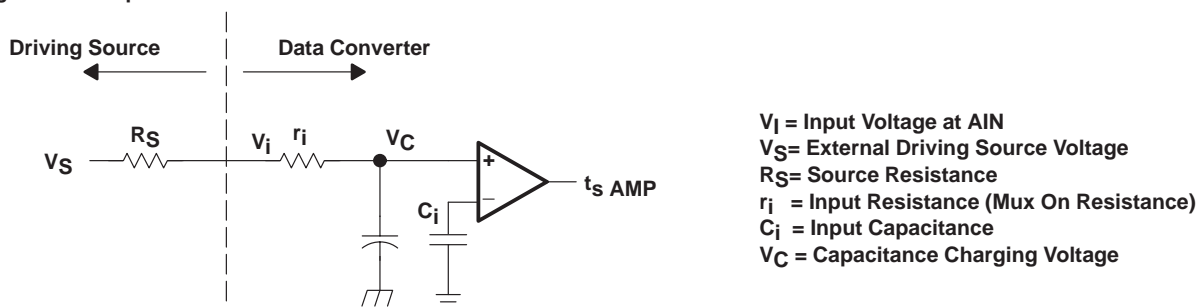 Driving Source
Data Converter
RS
Vi
ri
VC
VS
+
−
ts AMP
Ci
VI = Input Voltage at AIN
VS= External Driving Source Voltage
RS= Source Resistance
ri = Input Resistance (Mux On Resistance)
Ci = Input Capacitance
VC = Capacitance Charging Voltage